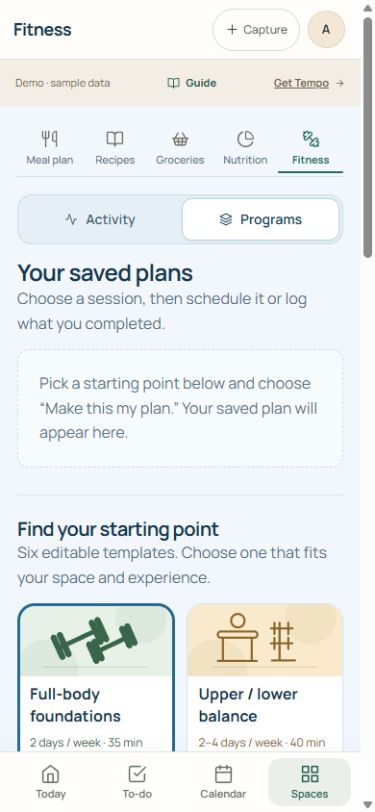 Fitness
Capture
A
Demo · sample data
Guide
Get Tempo →
Meal plan
Recipes
Groceries
Nutrition
Fitness
Activity
Programs
Your saved plans
Choose a session, then schedule it or log
what you completed.
Pick a starting point below and choose
“Make this my plan.” Your saved plan will
appear here.
Find your starting point
Six editable templates. Choose one that fits
your space and experience.
Full-body
foundations
2 days / week · 35 min
Upper / lower
balance
2–4 days / week · 40 min
Today
To-do
Calendar
Spaces